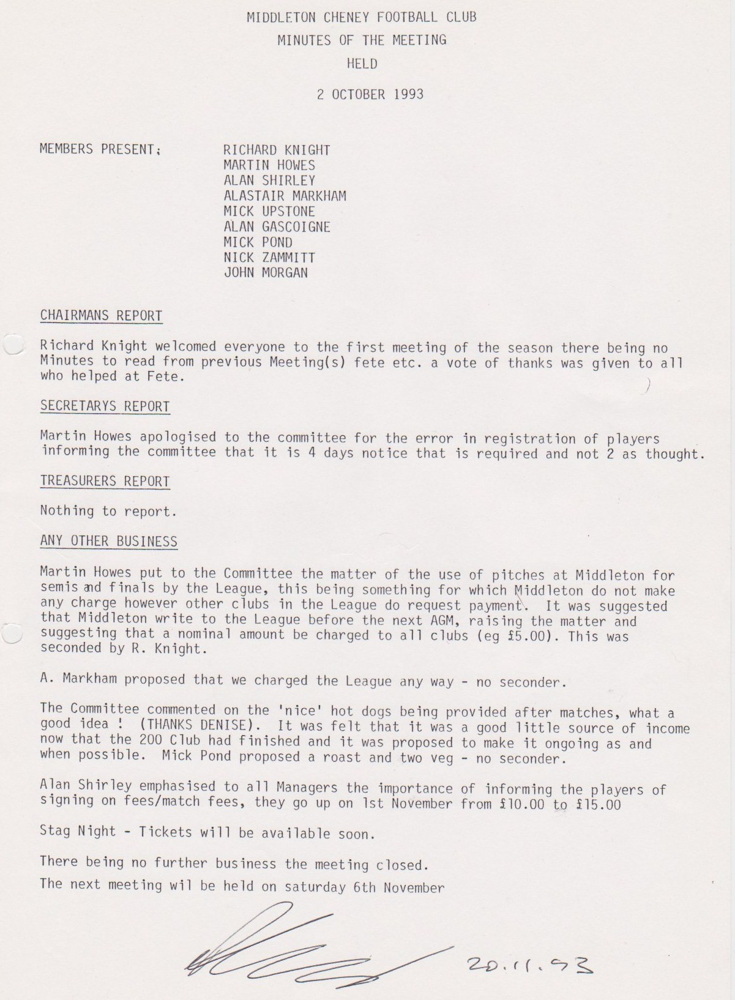 MIDDLETON CHENEY FOOTBALL CLUB
MINUTES OF THE MEETING
HELD
2 OCTOBER 1993
MEMBERS PRESENT; RICHARD KNIGHT
MARTIN HOWES
ALAN SHIRLEY
ALASTAIR MARKHAM
MICK UPSTONE
ALAN GASCOIGNE
MICK POND
NICK ZAMMITT
JOHN MORGAN
CHAIRMANS REPORT
Richard Knight welcomed everyone to the first meeting of the season there being no
Minutes to read from previous Meeting(s) fete etc. a vote of thanks was given to all
who helped at Fete.
SECRETARYS REPORT
Martin Howes apologised to the committee for the error in registration of players
informing the committee that it is 4 days notice that is required and not 2 as thought.
TREASURERS REPORT
Nothing to report.
ANY OTHER BUSINESS
Martin Howes put to the Committee the matter of the use of pitches at Middleton for
semis and finals by the League, this being something for which Middleton do not make
any charge however other clubs in the League do request payment. It was suggested
that Middleton write to the League before the next AGM, raising the matter and
suggesting that a nominal amount be charged to all clubs (eg £5.00). This was
seconded by R. Knight.
A. Markham proposed that we charged the League any way - no seconder.
The Committee commented on the 'nice' hot dogs being provided after matches, what a
good idea ! (THANKS DENISE). It was felt that it was a good little source of income
now that the 200 Club had finished and it was proposed to make it ongoing as and
when possible. Mick Pond proposed a roast and two veg - no seconder.
Alan Shirley emphasised to all Managers the importance of informing the players of
signing on fees/match fees, they go up on 1st November from £10.00 to £15.00
Stag Night - Tickets will be available soon.
There being no further business the meeting closed.
The next meeting wil be held on saturday 6th November
20.11.93